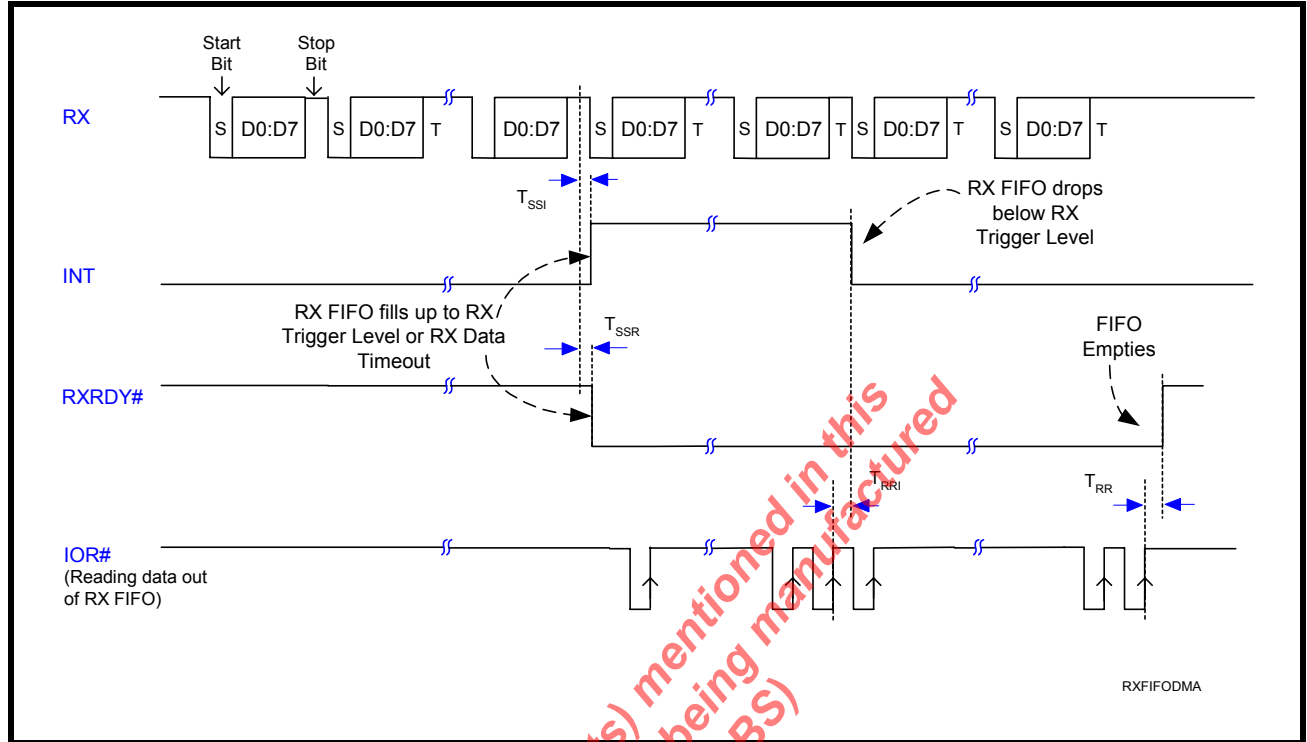 Start Bit
Stop Bit
RX
S D0:D7 S D0:D7 T D0:D7 S D0:D7 T S D0:D7 T S D0:D7 T S D0:D7 T
TSSI
RX FIFO drops
below RX
Trigger Level
INT
RX FIFO fills up to RX
Trigger Level or RX Data
Timeout
TSSR
FIFO
Empties
RXRDY#
TRRI
TRR
IOR#
(Reading data out
of RX FIFO)
mentioned in this
being manufactured
RXFIFODMA